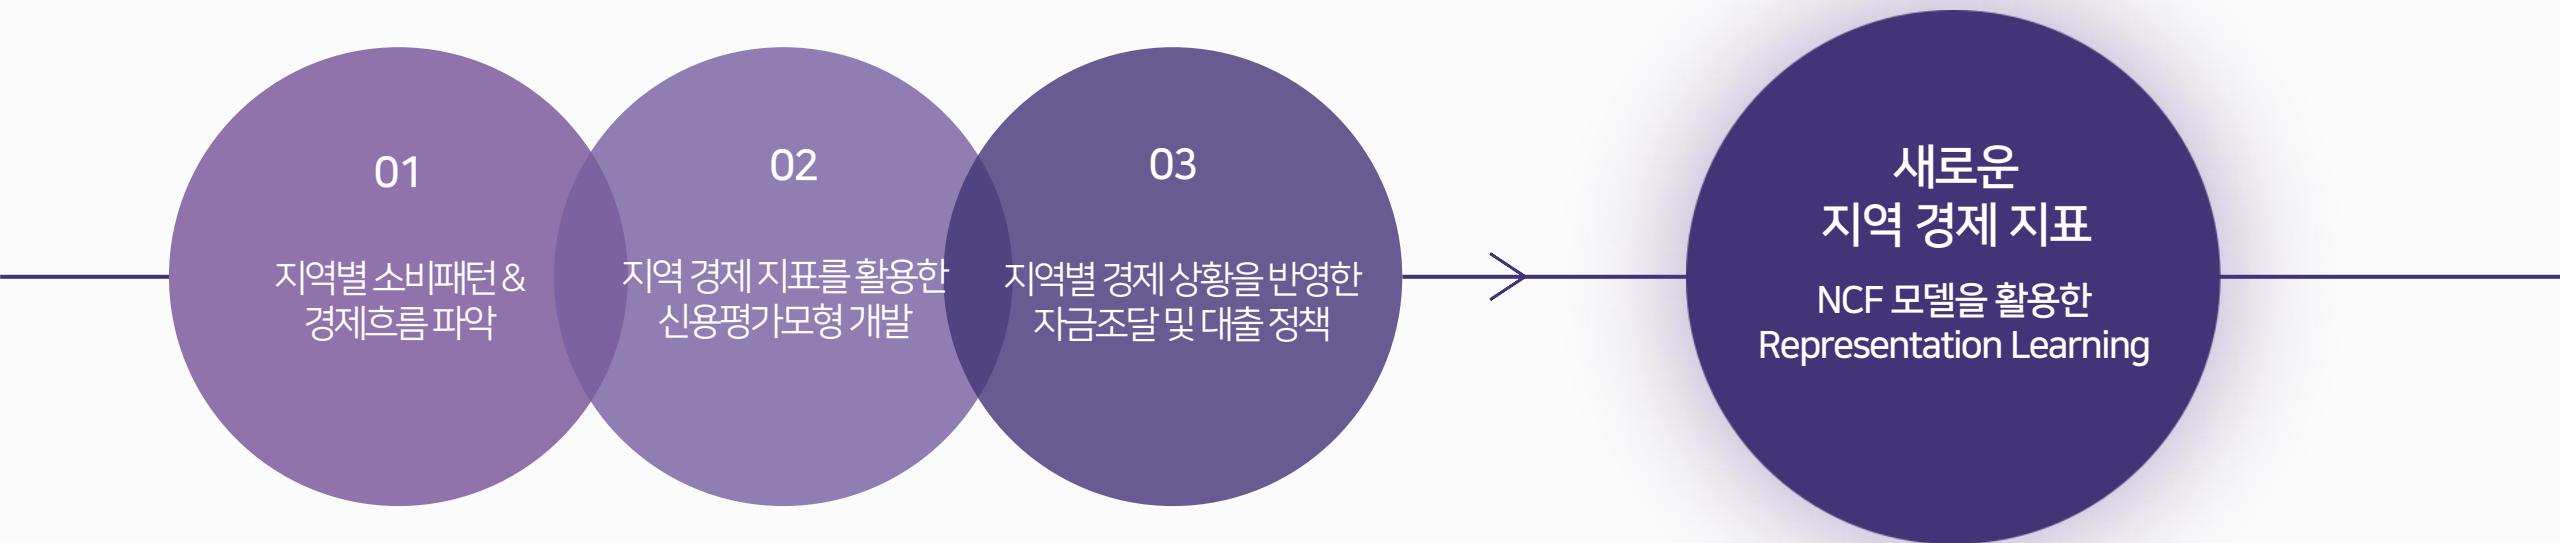 01
지역별 소비패턴 &
경제흐름 파악
02
지역 경제 지표를 활용한
신용평가모형 개발
03
지역별 경제 상황을 반영한
자금조달 및 대출 정책
새로운
지역 경제 지표
NCF 모델을 활용한
Representation Learning